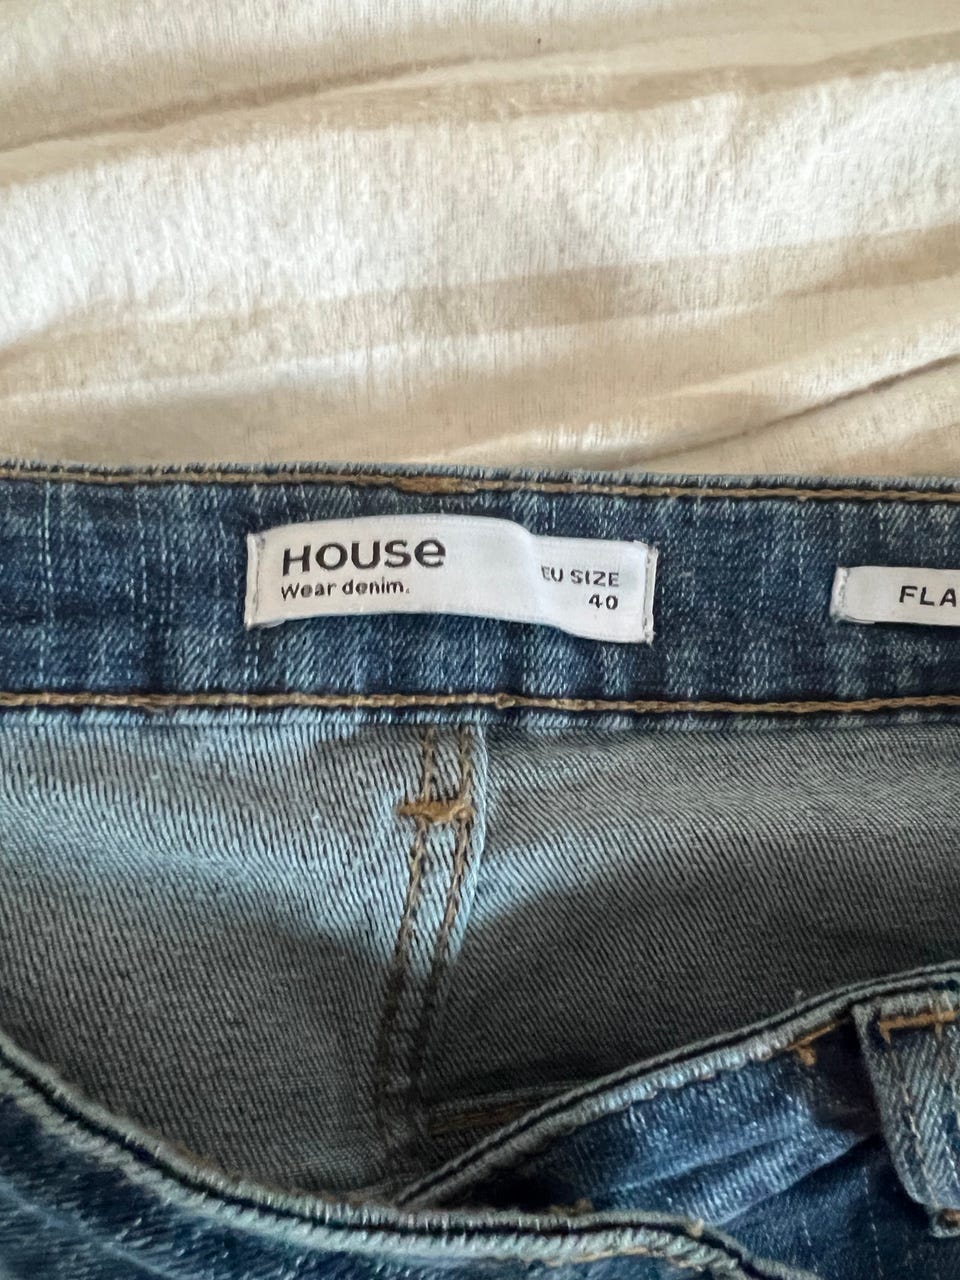 HOUSe
Wear denim.
EU SIZE
40
FLA